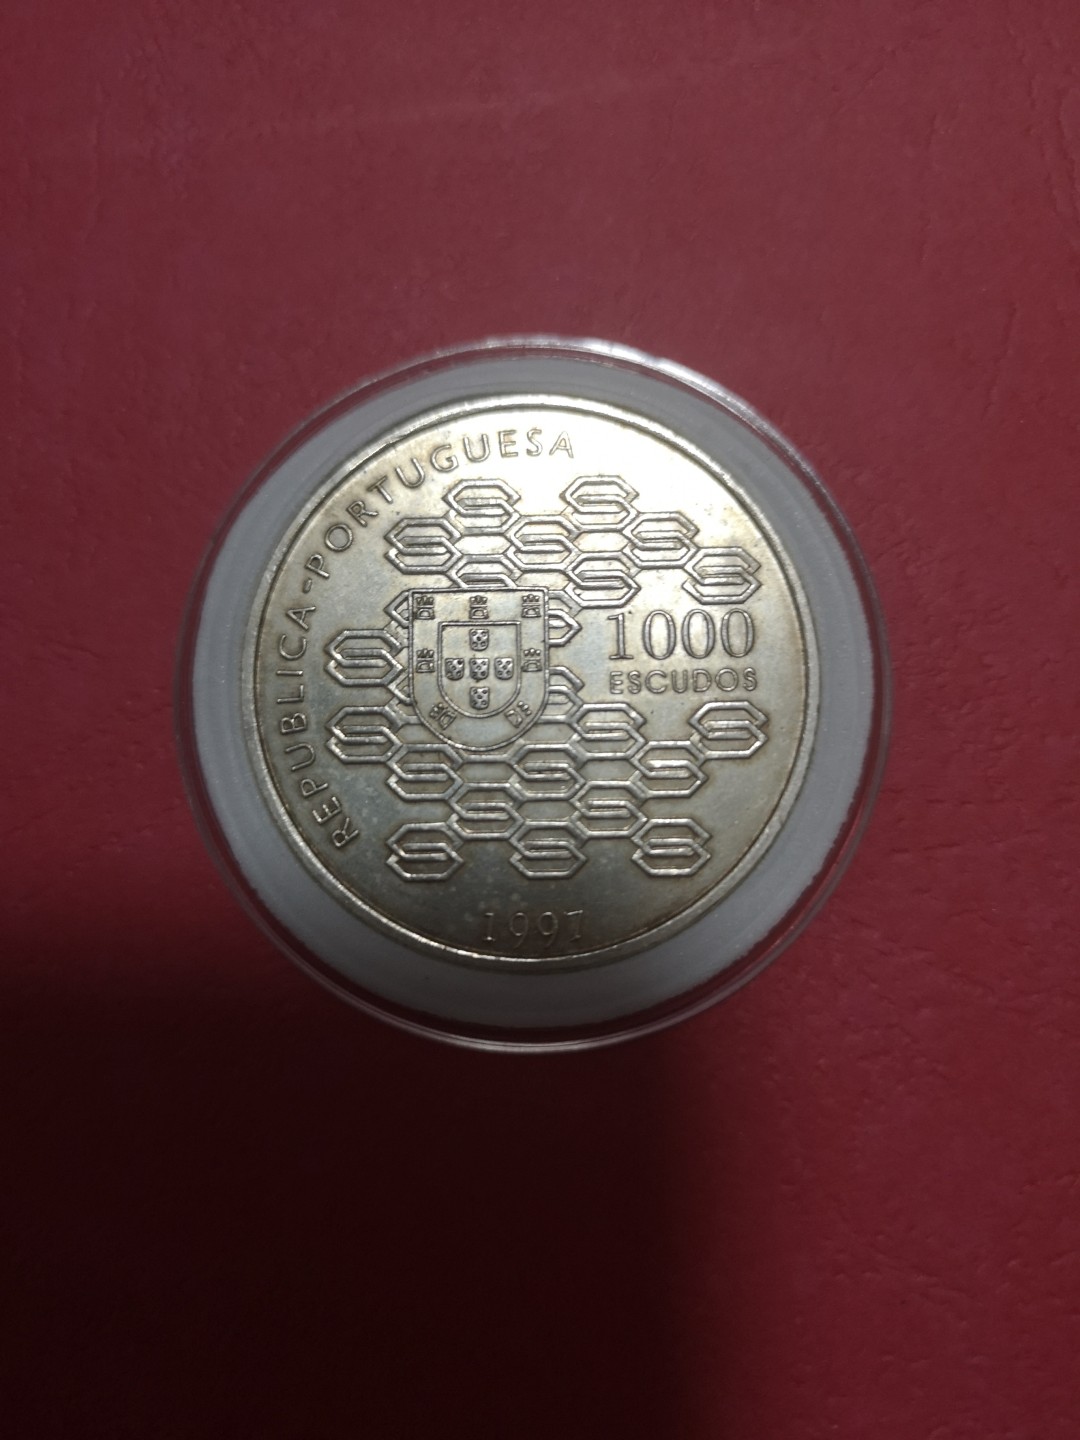 REPUBLICA-PORTUGUESA
1000
ESCUDOS
1997